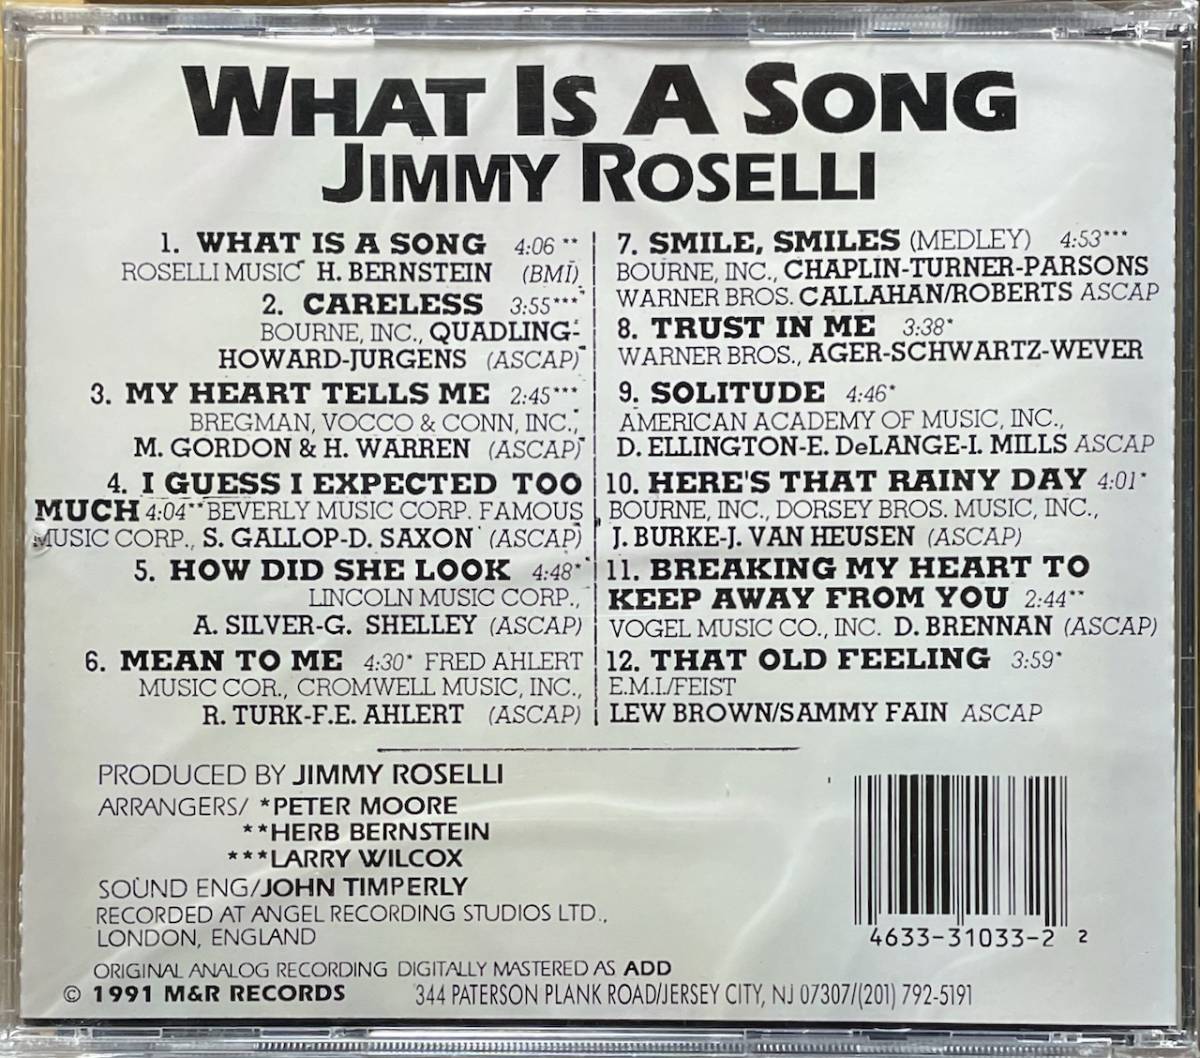 WHAT IS A SONG
JIMMY ROSELLI
1. WHAT IS A SONG 4:06 **
ROSELLI MUSIC H. BERNSTEIN (BMI)
2. CARELESS 3:55***
BOURNE, INC., QUADLING-
HOWARD-JURGENS (ASCAP)
3. MY HEART TELLS ME 2:45***
BREGMAN, VOCCO & CONN, INC.,
M. GORDON & H. WARREN (ASCAP)
4. I GUESS I EXPECTED TOO
MUCH 4:04** BEVERLY MUSIC CORP. FAMOUS
MUSIC CORP., S. GALLOP-D. SAXON (ASCAP)
5. HOW DID SHE LOOK 4:48*
LINCOLN MUSIC CORP.,
A. SILVER-G. SHELLEY (ASCAP)
6. MEAN TO ME 4:30* FRED AHLERT
MUSIC COR., CROMWELL MUSIC, INC.,
R. TURK-F.E. AHLERT (ASCAP)
7. SMILE, SMILES (MEDLEY) 4:53***
BOURNE, INC., CHAPLIN-TURNER-PARSONS
WARNER BROS. CALLAHAN/ROBERTS ASCAP
8. TRUST IN ME 3:38*
WARNER BROS., AGER-SCHWARTZ-WEVER
9. SOLITUDE 4:46*
AMERICAN ACADEMY OF MUSIC, INC.,
D. ELLINGTON-E. DeLANGE-I. MILLS ASCAP
10. HERE'S THAT RAINY DAY 4:01*
BOURNE, INC., DORSEY BROS. MUSIC, INC.,
J. BURKE-J. VAN HEUSEN (ASCAP)
11. BREAKING MY HEART TO
KEEP AWAY FROM YOU 2:44**
VOGEL MUSIC CO., INC. D. BRENNAN (ASCAP)
12. THAT OLD FEELING 3:59*
E.M.I./FEIST
LEW BROWN/SAMMY FAIN ASCAP
PRODUCED BY JIMMY ROSELLI
ARRANGERS/ *PETER MOORE
**HERB BERNSTEIN
***LARRY WILCOX
SOUND ENG/JOHN TIMPERLY
RECORDED AT ANGEL RECORDING STUDIOS LTD.,
LONDON, ENGLAND
4633-31033-2 2
ORIGINAL ANALOG RECORDING DIGITALLY MASTERED AS ADD
© 1991 M&R RECORDS 344 PATERSON PLANK ROAD/JERSEY CITY, NJ 07307/(201) 792-5191